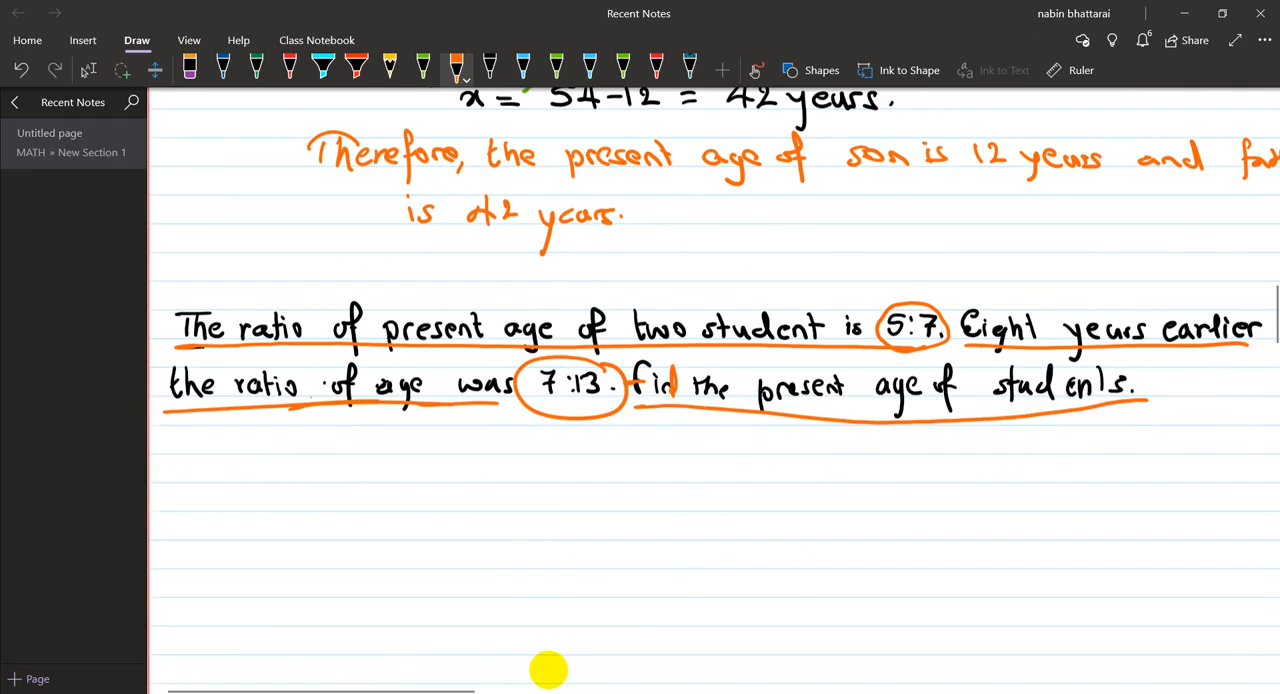 Recent Notes
nabin bhattarai
Home Insert Draw View Help Class Notebook
6 Share
Shapes Ink to Shape Ink to Text Ruler
Recent Notes
Untitled page
MATH » New Section 1
x = 54-12 = 42 years.
Therefore, the present age of son is 12 years and
is 42 years.
The ratio of present age of two student is 5:7. Eight years earlier
the ratio of age was 7:13. find the present age of students.
Page